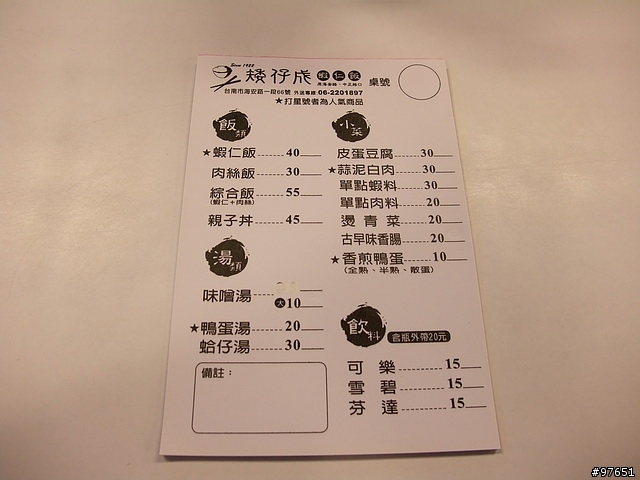 Since 1922
矮仔成 蝦仁飯 桌號
台南市海安路一段66號 外送專線 06-2201897
★打星號者為人氣商品
飯類
★蝦仁飯 40
肉絲飯 30
綜合飯 55
(蝦仁+肉絲)
親子丼 45
湯類
味噌湯
大10
★鴨蛋湯 20
蛤仔湯 30
備註：
小菜
皮蛋豆腐 30
★蒜泥白肉 30
單點蝦料 30
單點肉料 20
燙青菜 20
古早味香腸 20
★香煎鴨蛋 10
(全熟、半熟、散蛋)
飲料 含瓶外帶20元
可樂 15
雪碧 15
芬達 15
#97651